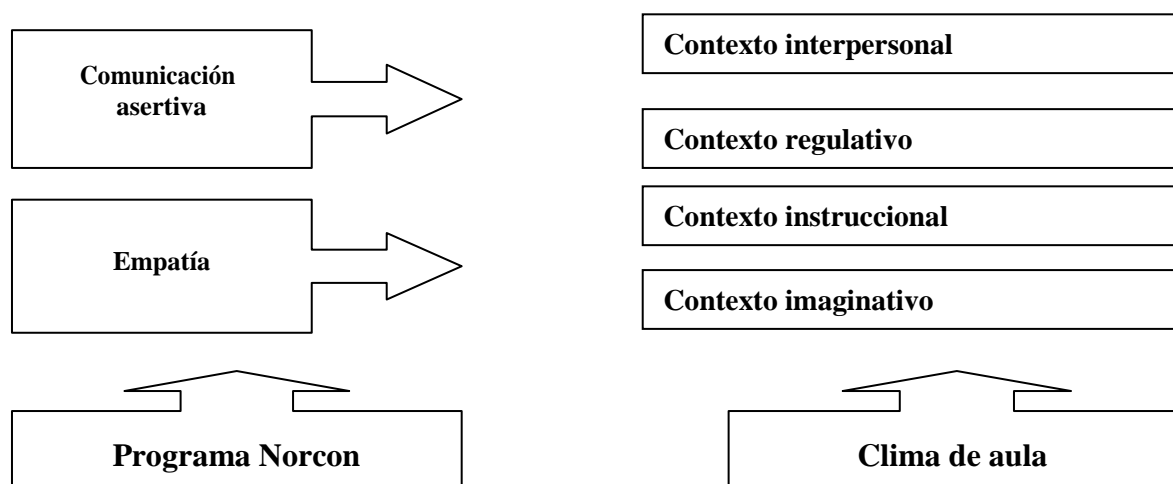 Comunicación
asertiva
Empatía
Programa Norcon
Contexto interpersonal
Contexto regulativo
Contexto instruccional
Contexto imaginativo
Clima de aula